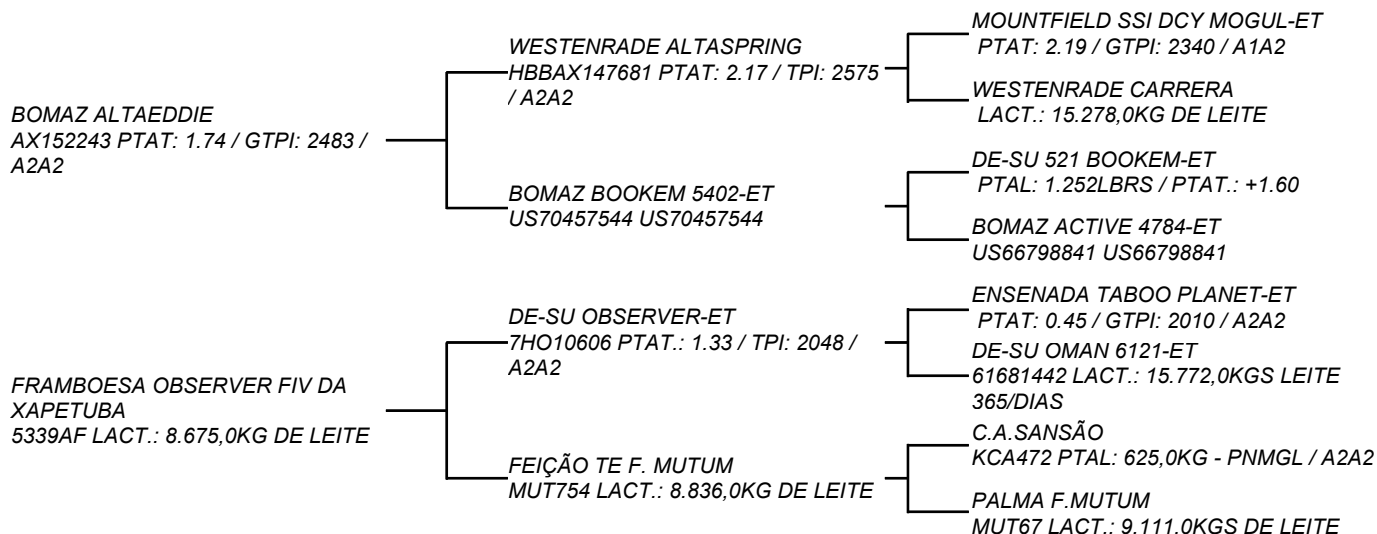 BOMAZ ALTAEDDIE
AX152243 PTAT: 1.74 / GTPI: 2483 /
A2A2
WESTENRADE ALTASPRING
HBBAX147681 PTAT: 2.17 / TPI: 2575
/ A2A2
MOUNTFIELD SSI DCY MOGUL-ET
PTAT: 2.19 / GTPI: 2340 / A1A2
WESTENRADE CARRERA
LACT.: 15.278,0KG DE LEITE
BOMAZ BOOKEM 5402-ET
US70457544 US70457544
DE-SU 521 BOOKEM-ET
PTAL: 1.252LBRS / PTAT.: +1.60
BOMAZ ACTIVE 4784-ET
US66798841 US66798841
FRAMBOESA OBSERVER FIV DA
XAPETUBA
5339AF LACT.: 8.675,0KG DE LEITE
DE-SU OBSERVER-ET
7HO10606 PTAT.: 1.33 / TPI: 2048 /
A2A2
ENSENADA TABOO PLANET-ET
PTAT: 0.45 / GTPI: 2010 / A2A2
DE-SU OMAN 6121-ET
61681442 LACT.: 15.772,0KGS LEITE
365/DIAS
FEIÇÃO TE F. MUTUM
MUT754 LACT.: 8.836,0KG DE LEITE
C.A.SANSÃO
KCA472 PTAL: 625,0KG - PNMGL / A2A2
PALMA F.MUTUM
MUT67 LACT.: 9.111.0KGS DE LEITE